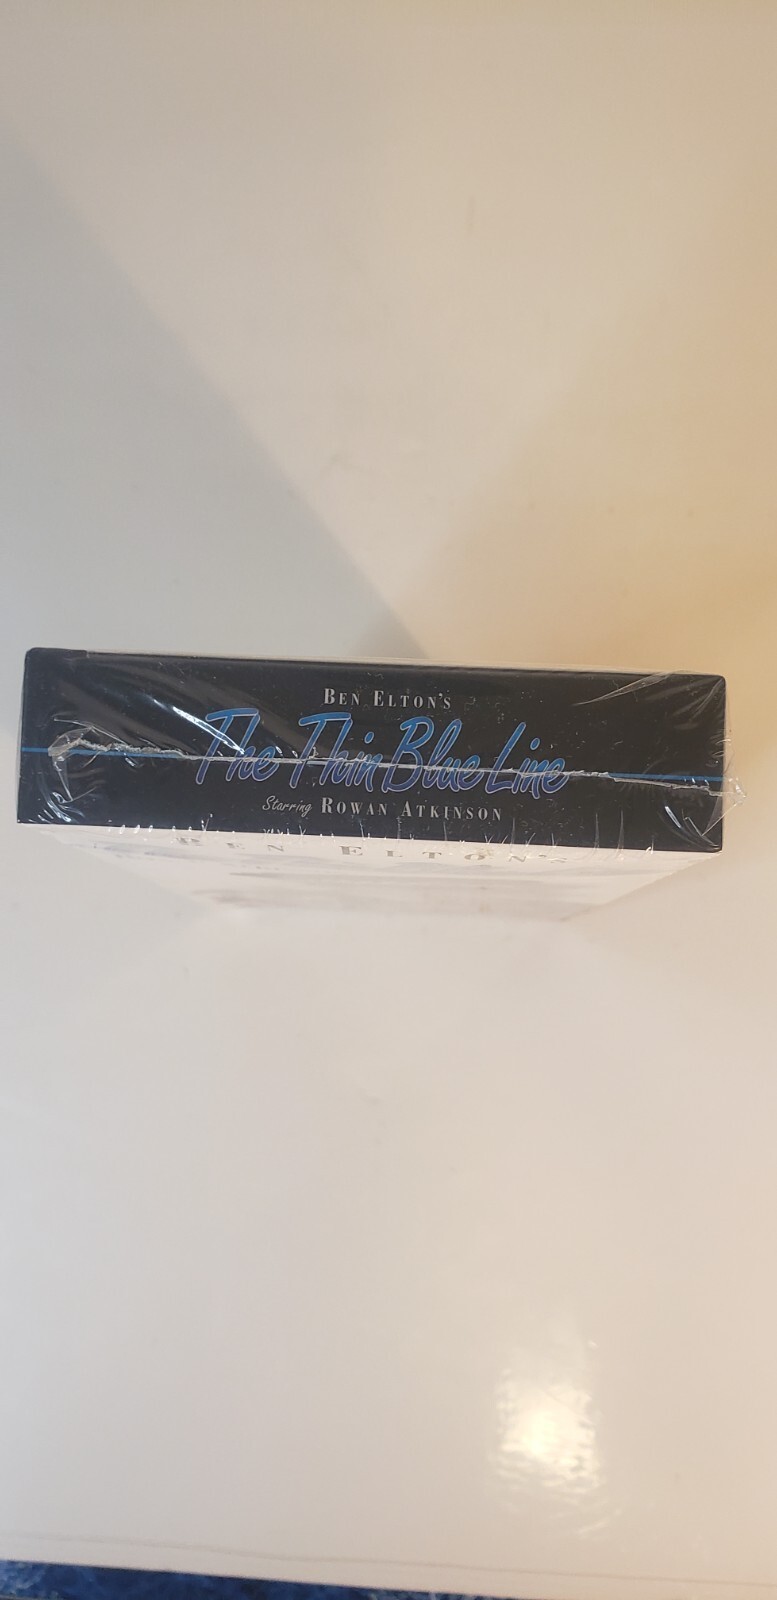 BEN ELTON'S
The Thin Blue Line
Starring ROWAN ATKINSON
BEN ELTON'S